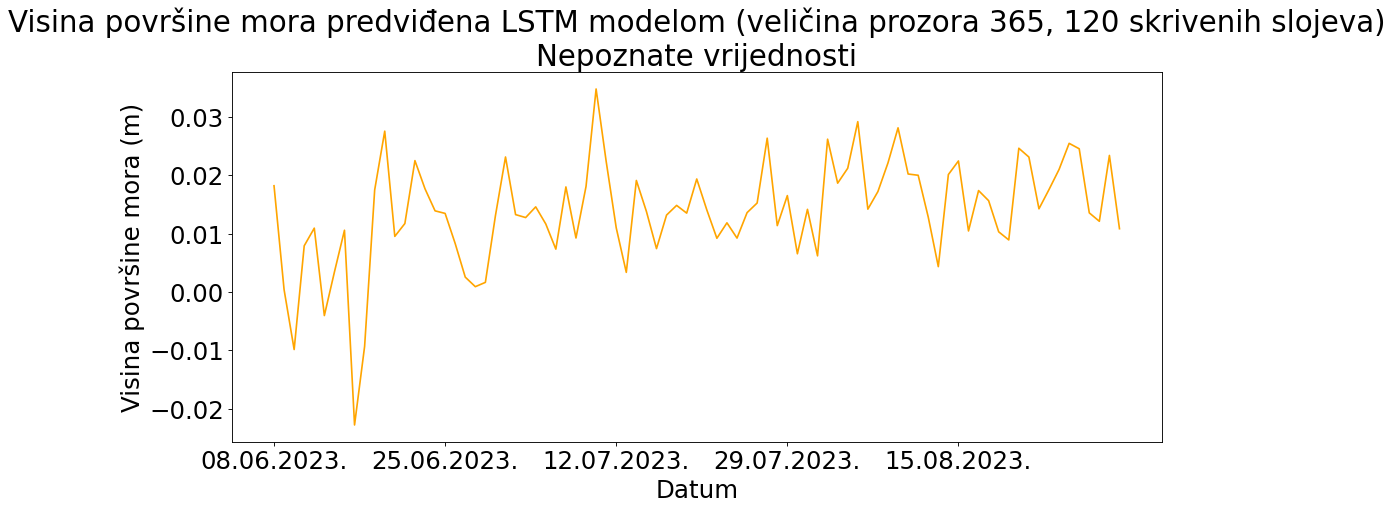 Visina površine mora predviđena LSTM modelom (veličina prozora 365, 120 skrivenih slojeva)
Nepoznate vrijednosti
Visina površine mora (m)
0.03
0.02
0.01
0.00
−0.01
−0.02
08.06.2023. 25.06.2023. 12.07.2023. 29.07.2023. 15.08.2023.
Datum